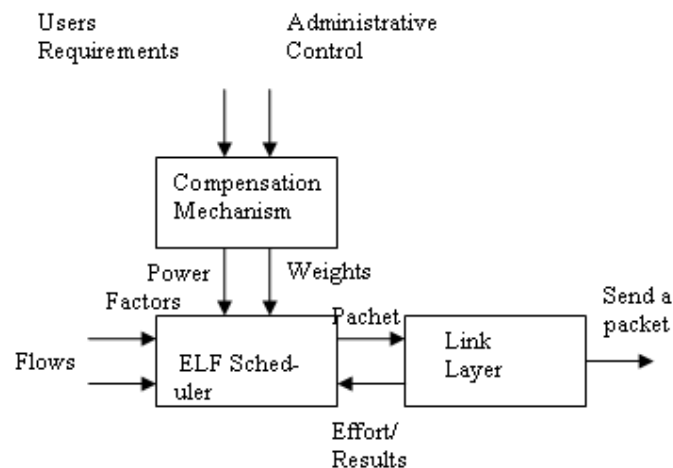 Users
Requirements
Administrative
Control
Compensation
Mechanism
Power
Factors
Weights
Flows
ELF Sched-
uler
Pachet
Link
Layer
Send a
packet
Effort/
Results